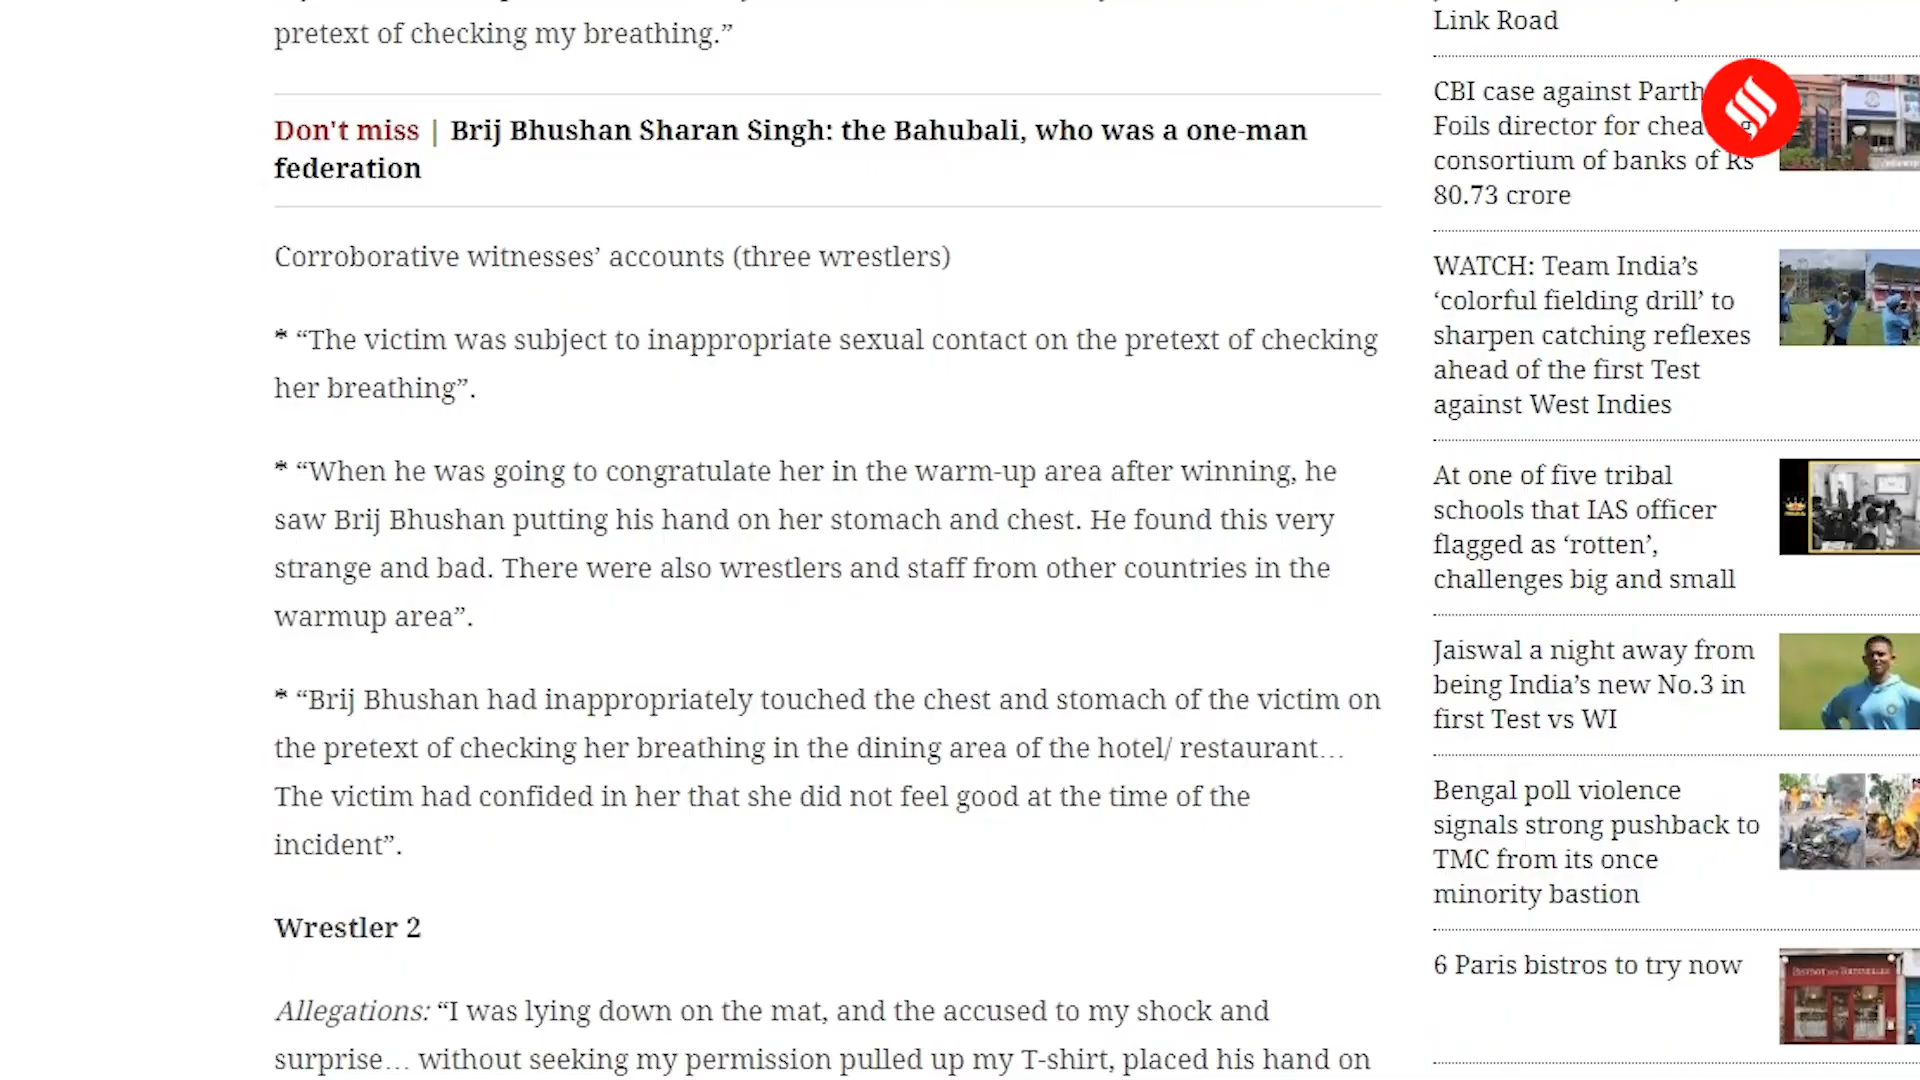 pretext of checking my breathing.”
Don't miss | Brij Bhushan Sharan Singh: the Bahubali, who was a one-man
federation
Corroborative witnesses’ accounts (three wrestlers)
* “The victim was subject to inappropriate sexual contact on the pretext of checking
her breathing”.
* “When he was going to congratulate her in the warm-up area after winning, he
saw Brij Bhushan putting his hand on her stomach and chest. He found this very
strange and bad. There were also wrestlers and staff from other countries in the
warmup area”.
* “Brij Bhushan had inappropriately touched the chest and stomach of the victim on
the pretext of checking her breathing in the dining area of the hotel/ restaurant…
The victim had confided in her that she did not feel good at the time of the
incident”.
Wrestler 2
Allegations: “I was lying down on the mat, and the accused to my shock and
surprise… without seeking my permission pulled up my T-shirt, placed his hand on
Link Road
CBI case against Parth
Foils director for
consortium of banks of Rs
80.73 crore
WATCH: Team India’s
‘colorful fielding drill’ to
sharpen catching reflexes
ahead of the first Test
against West Indies
At one of five tribal
schools that IAS officer
flagged as ‘rotten’,
challenges big and small
Jaiswal a night away from
being India’s new No.3 in
first Test vs WI
Bengal poll violence
signals strong pushback to
TMC from its once
minority bastion
6 Paris bistros to try now